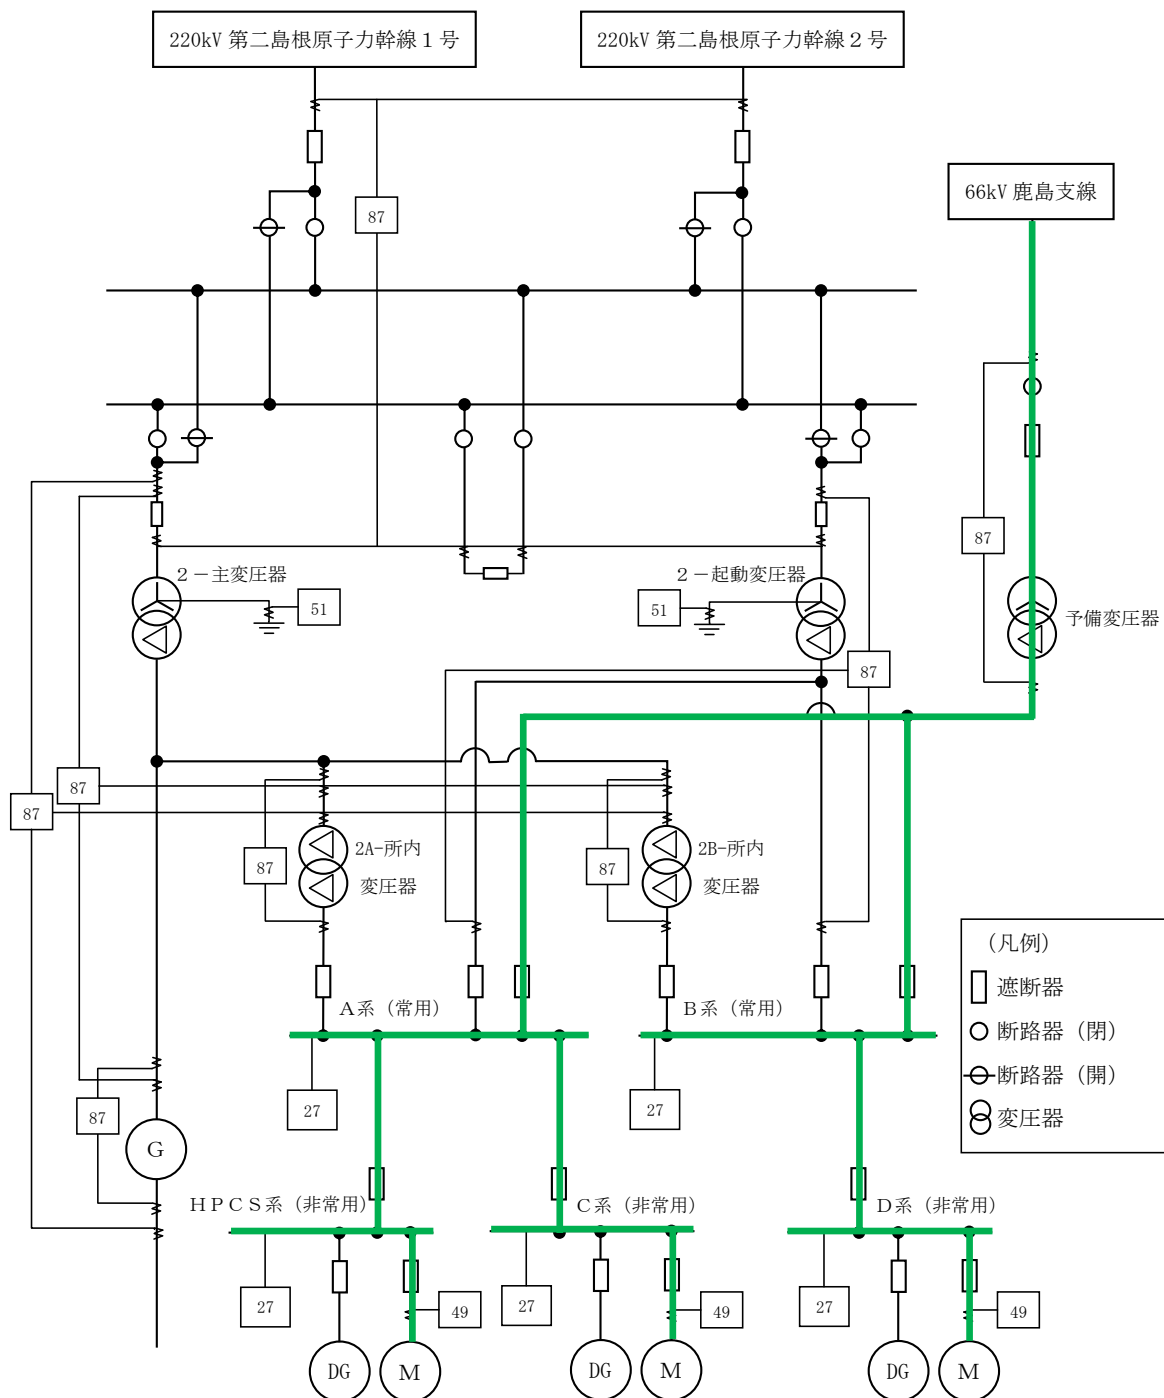 220kV 第二島根原子力幹線１号
220kV 第二島根原子力幹線２号
66kV 鹿島支線
87
87
２－主変圧器
51
２－起動変圧器
51
予備変圧器
87
87
87
87
2A-所内
変圧器
87
2B-所内
変圧器
（凡例）
遮断器
断路器（閉）
断路器（開）
変圧器
Ａ系（常用）
Ｂ系（常用）
27
27
87
G
ＨＰＣＳ系（非常用）
Ｃ系（非常用）
Ｄ系（非常用）
27
49
27
49
27
49
DG
M
DG
M
DG
M